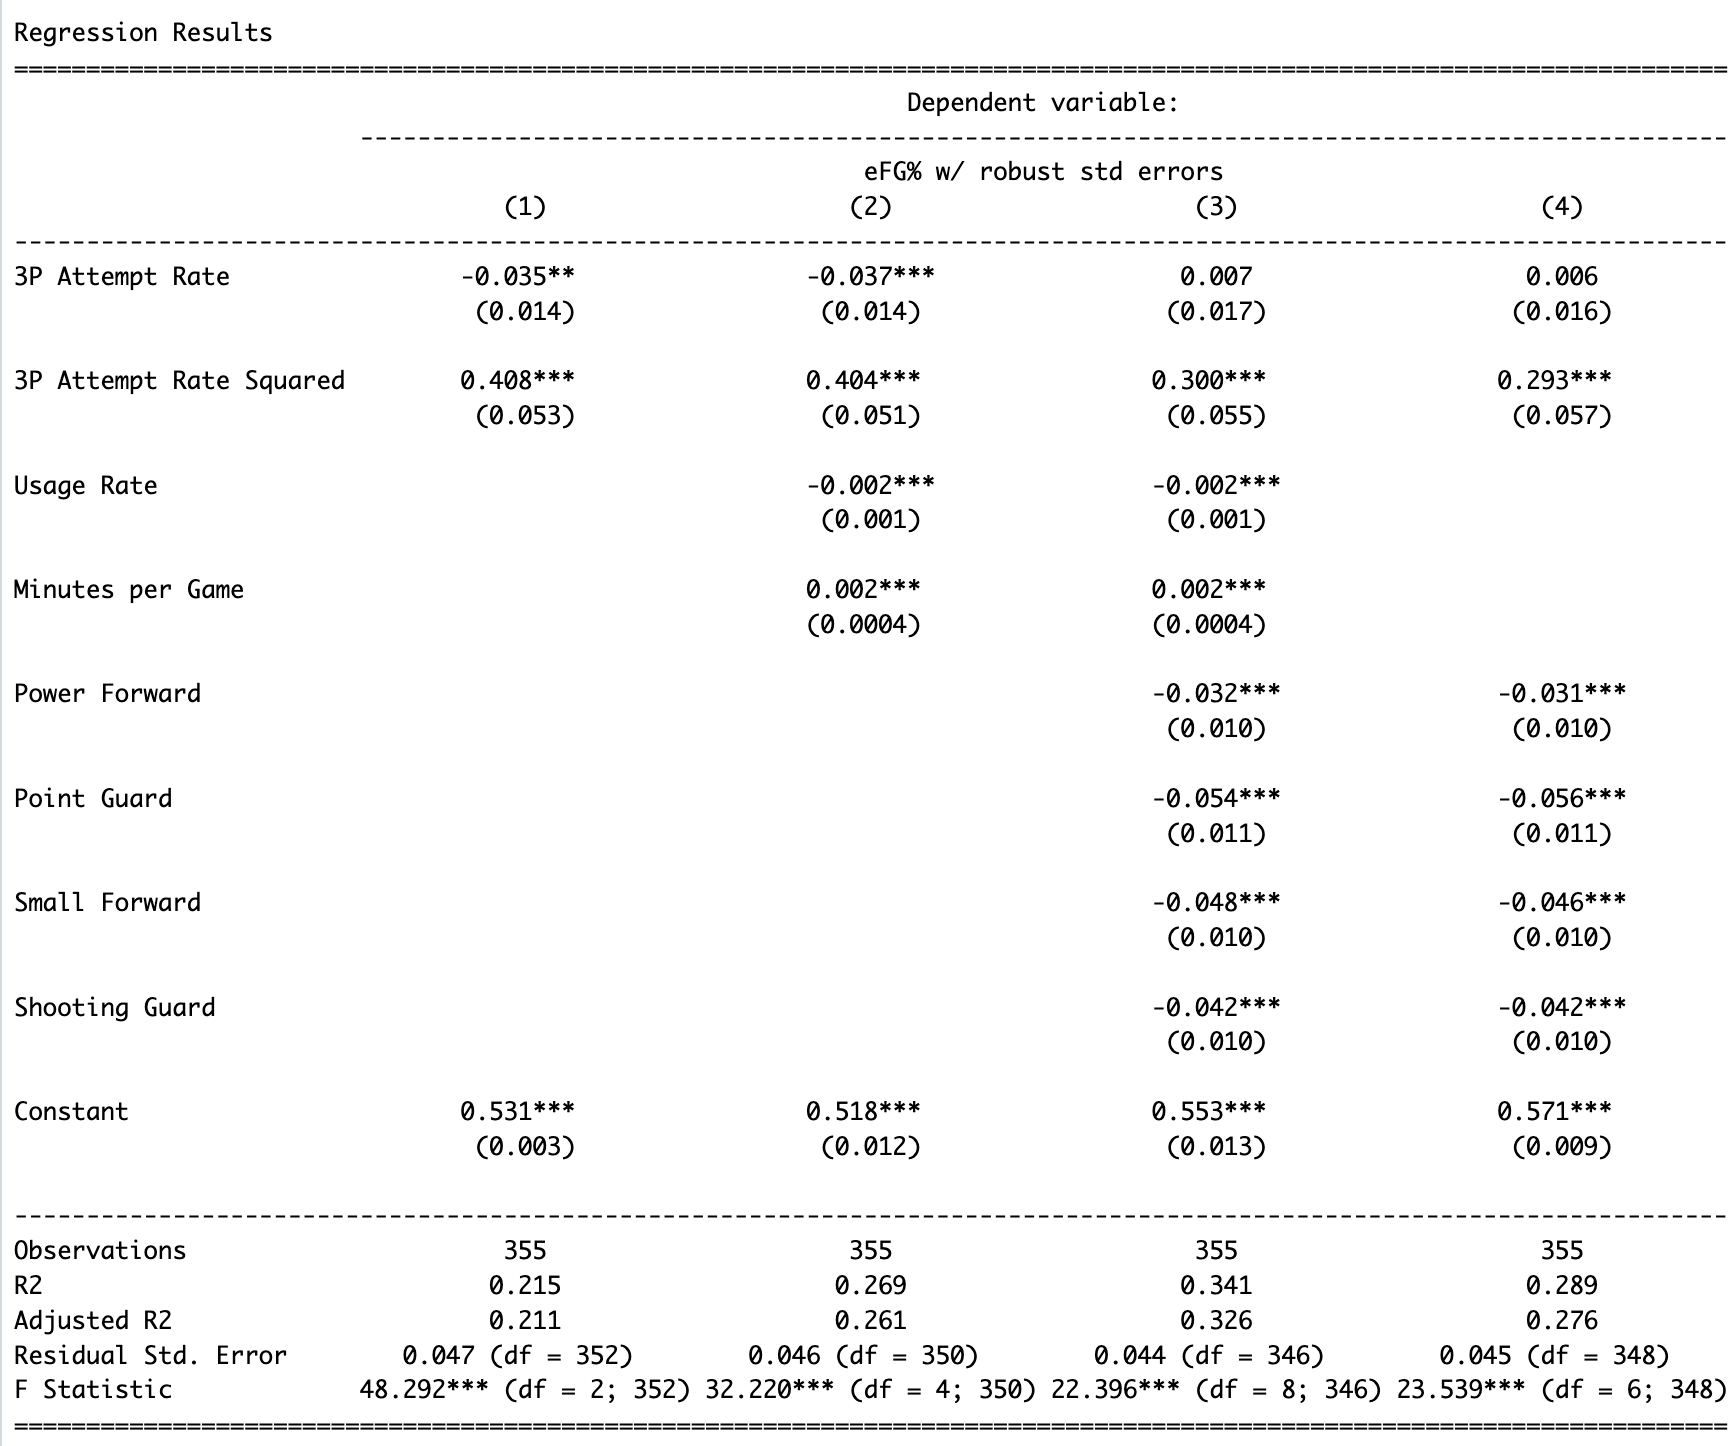 Regression Results
=======================================================================================================================
Dependent variable:
-----------------------------------------------------------------------------------------------
eFG% w/ robust std errors
(1) (2) (3) (4)
-----------------------------------------------------------------------------------------------------------------------
3P Attempt Rate -0.035** -0.037*** 0.007 0.006
(0.014) (0.014) (0.017) (0.016)
3P Attempt Rate Squared 0.408*** 0.404*** 0.300*** 0.293***
(0.053) (0.051) (0.055) (0.057)
Usage Rate -0.002*** -0.002***
(0.001) (0.001)
Minutes per Game 0.002*** 0.002***
(0.0004) (0.0004)
Power Forward -0.032*** -0.031***
(0.010) (0.010)
Point Guard -0.054*** -0.056***
(0.011) (0.011)
Small Forward -0.048*** -0.046***
(0.010) (0.010)
Shooting Guard -0.042*** -0.042***
(0.010) (0.010)
Constant 0.531*** 0.518*** 0.553*** 0.571***
(0.003) (0.012) (0.013) (0.009)
-----------------------------------------------------------------------------------------------------------------------
Observations 355 355 355 355
R2 0.215 0.269 0.341 0.289
Adjusted R2 0.211 0.261 0.326 0.276
Residual Std. Error 0.047 (df = 352) 0.046 (df = 350) 0.044 (df = 346) 0.045 (df = 348)
F Statistic 48.292*** (df = 2; 352) 32.220*** (df = 4; 350) 22.396*** (df = 8; 346) 23.539*** (df = 6; 348)
=======================================================================================================================